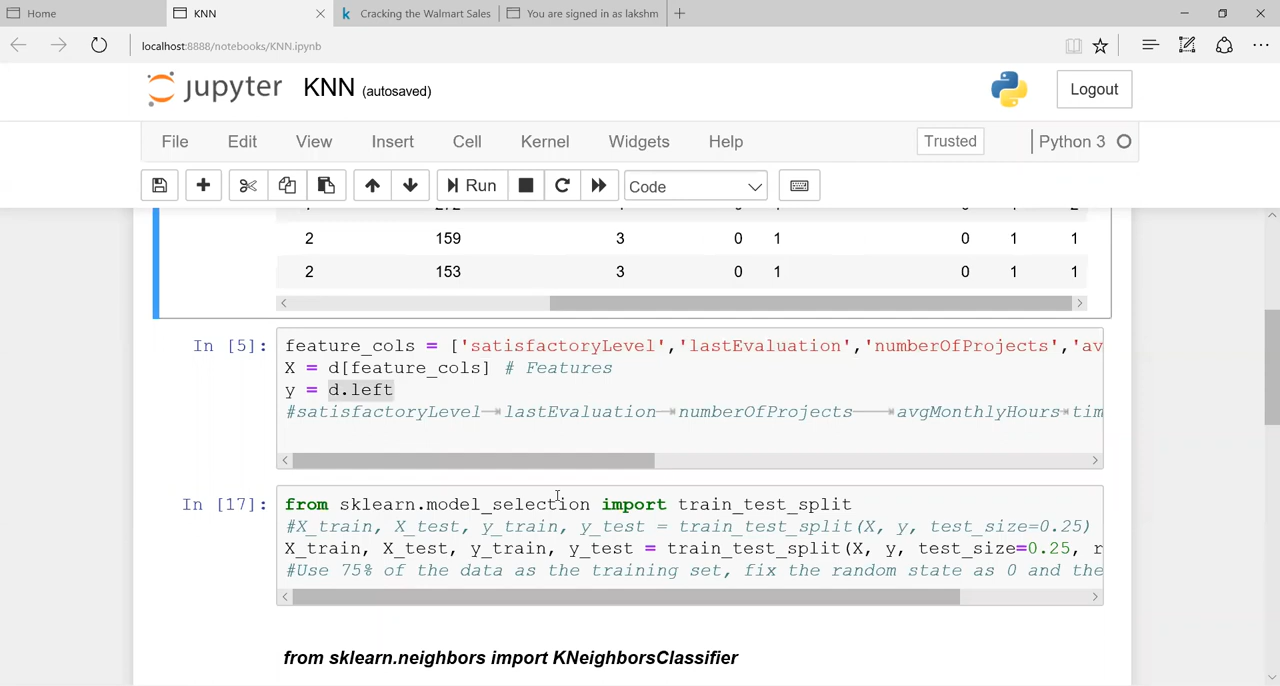 Home
KNN
Cracking the Walmart Sales
You are signed in as lakshm
localhost:8888/notebooks/KNN.ipynb
jupyter KNN (autosaved)
Logout
File Edit View Insert Cell Kernel Widgets Help
Trusted
Python 3
Run
Code
2 159 3 0 1 0 1 1
2 153 3 0 1 0 1 1
In [5]:
feature_cols = ['satisfactoryLevel','lastEvaluation','numberOfProjects','av
X = d[feature_cols] # Features
y = d.left
#satisfactoryLevel lastEvaluation numberOfProjects avgMonthlyHours tim
In [17]:
from sklearn.model_selection import train_test_split
#X_train, X_test, y_train, y_test = train_test_split(X, y, test_size=0.25)
X_train, X_test, y_train, y_test = train_test_split(X, y, test_size=0.25, r
#Use 75% of the data as the training set, fix the random state as 0 and the
from sklearn.neighbors import KNeighborsClassifier